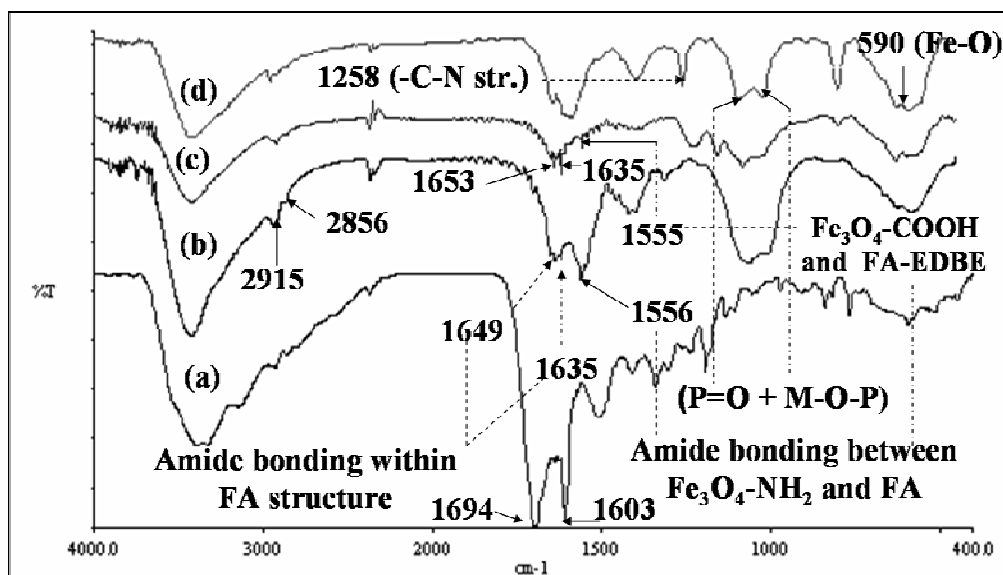 590 (Fe-O)
1258 (-C-N str.)
(d)
(c)
1653
1635
(b)
2856
2915
1555
Fe3O4-COOH
and FA-EDBE
%T
1649
1556
1635
(a)
(P=O + M-O-P)
Amide bonding within
FA structure
Amide bonding between
Fe3O4-NH2 and FA
1694
1603
4000.0
3000
2000
1500
1000
400.0
cm-1